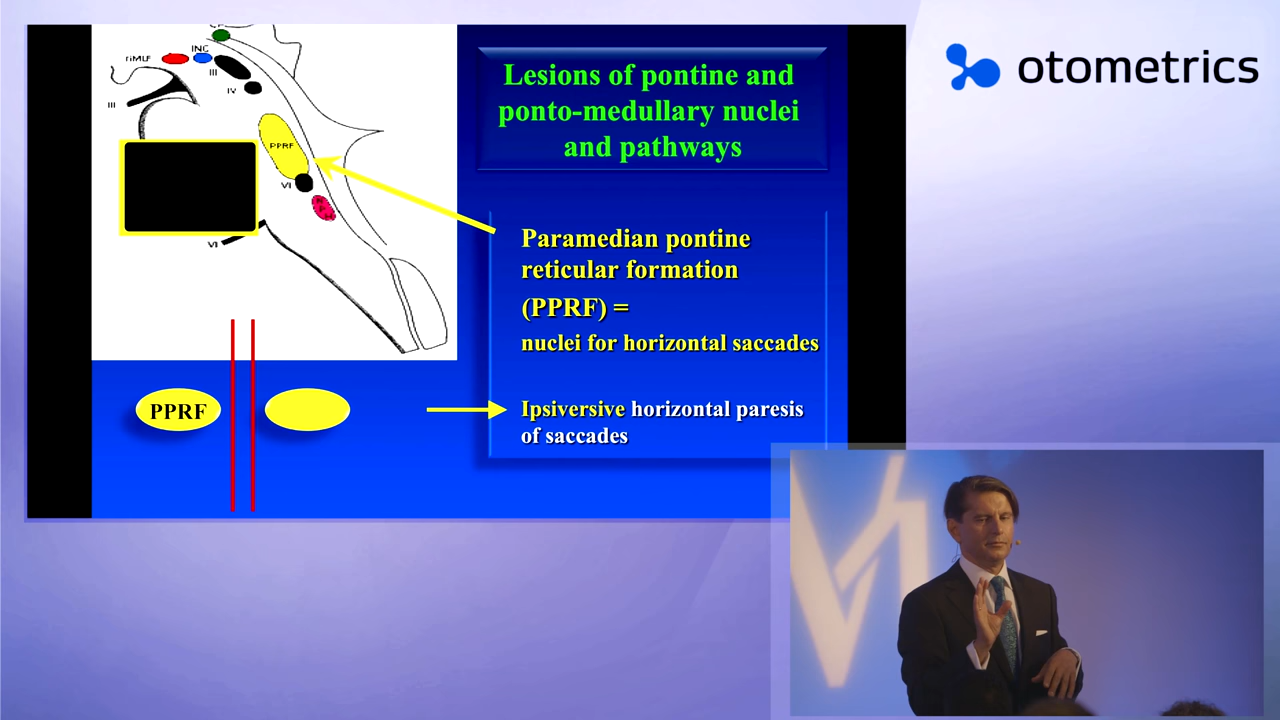 riMLF
INC
III
IV
III
PPRF
VI
VI
Lesions of pontine and
ponto-medullary nuclei
and pathways
Paramedian pontine
reticular formation
(PPRF) =
nuclei for horizontal saccades
PPRF
Ipsiversive horizontal paresis
of saccades
otometrics